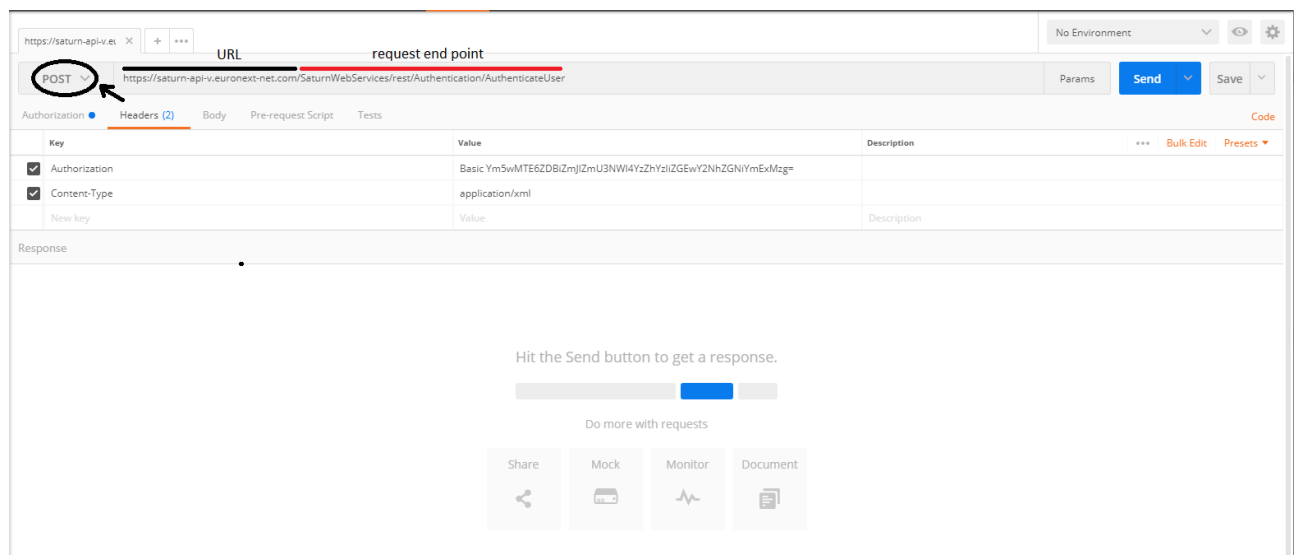 https://saturn-api-v.eu × + •••
No Environment
URL request end point
POST https://saturn-api-v.euronext-net.com/SaturnWebServices/rest/Authentication/AuthenticateUser Params Send Save
Authorization Headers (2) Body Pre-request Script Tests Code
Key Value Description ••• Bulk Edit Presets
Authorization Basic Ym5wMTE6ZDBiZmJlZmU3NWI4YzZhYzliZGEwY2NhZGNiYmExMzg=
Content-Type application/xml
New key Value Description
Response
Hit the Send button to get a response.
Do more with requests
Share Mock Monitor Document